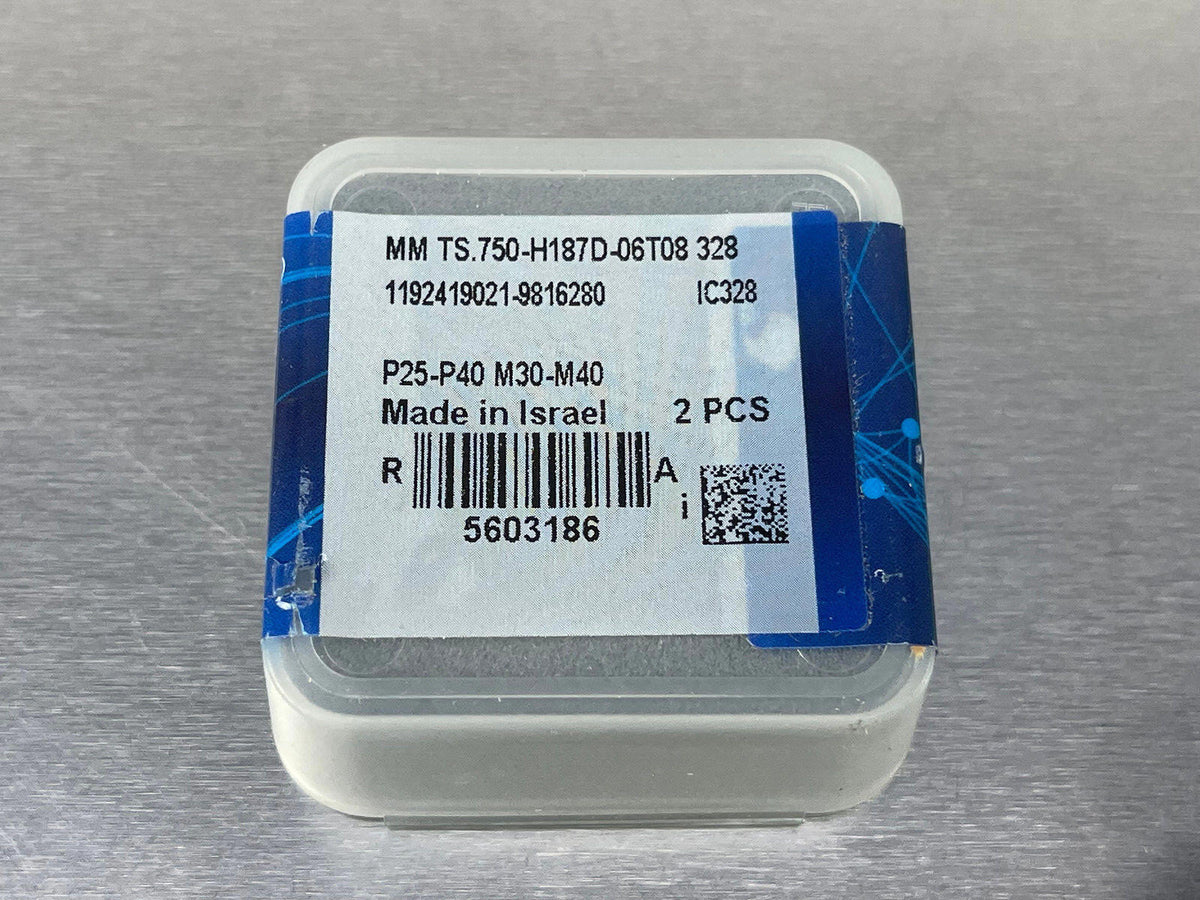 MM TS.750-H187D-06T08 328
1192419021-9816280 IC328
P25-P40 M30-M40
Made in Israel 2 PCS
R A
i
5603186